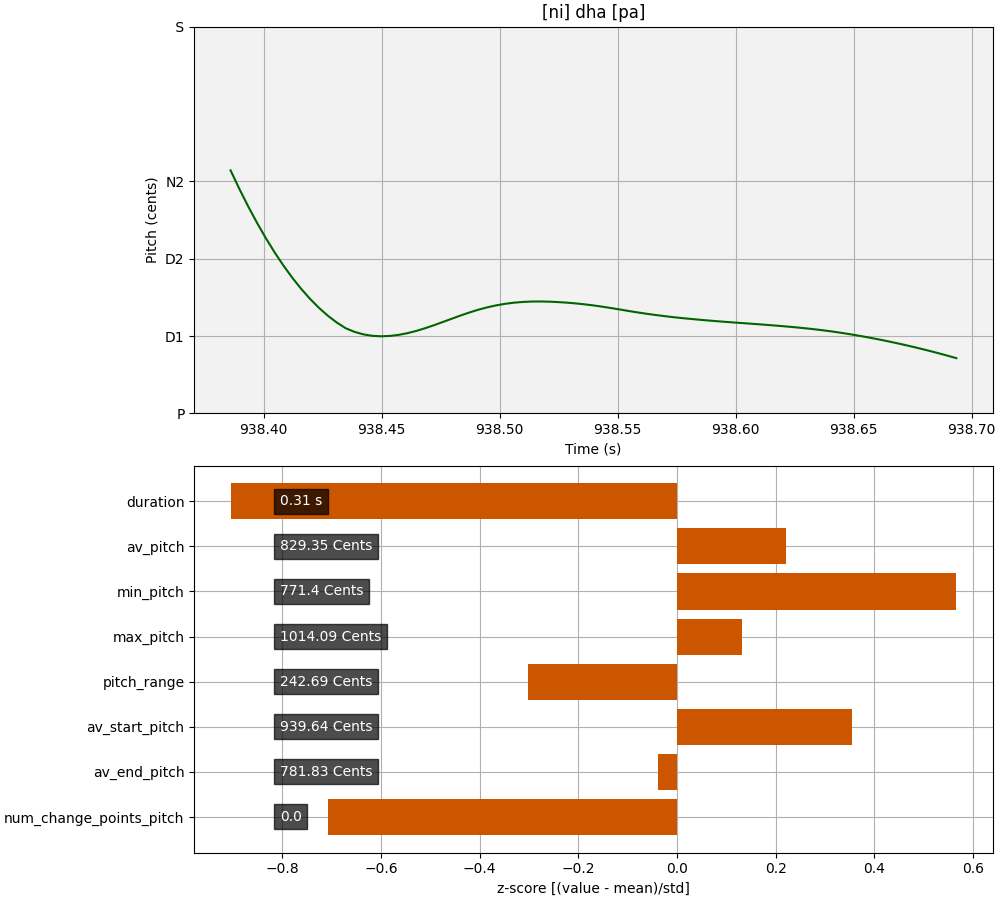 [ni] dha [pa]
S
N2
D2
D1
P
Pitch (cents)
938.40 938.45 938.50 938.55 938.60 938.65 938.70
Time (s)
duration 0.31 s
av_pitch 829.35 Cents
min_pitch 771.4 Cents
max_pitch 1014.09 Cents
pitch_range 242.69 Cents
av_start_pitch 939.64 Cents
av_end_pitch 781.83 Cents
num_change_points_pitch 0.0
−0.8 −0.6 −0.4 −0.2 0.0 0.2 0.4 0.6
z-score [(value - mean)/std]